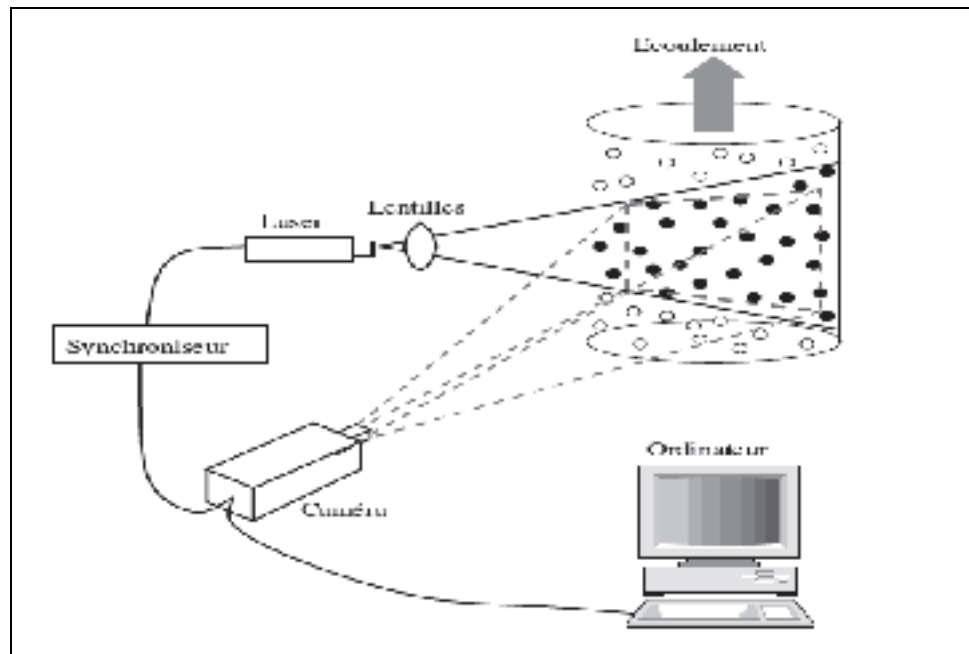 Ecoulement
Lentilles
Laser
Synchroniseur
Ordinateur
Caméra